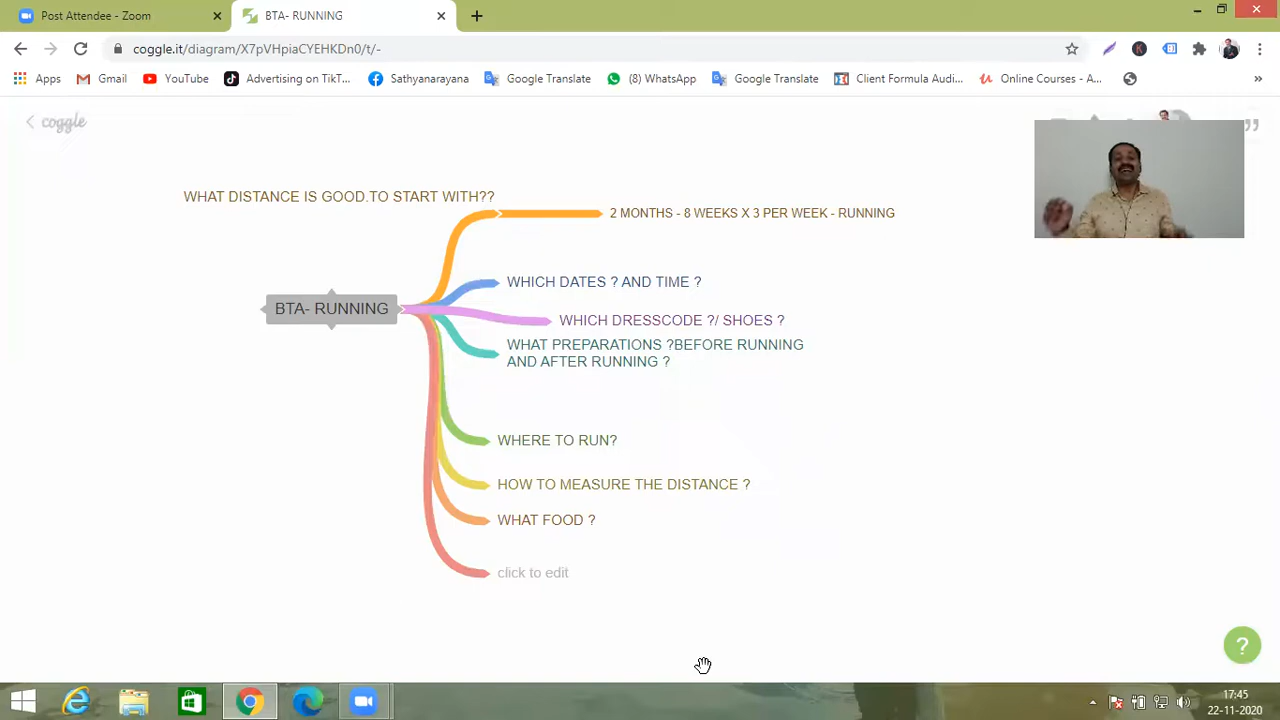 Post Attendee - Zoom
BTA- RUNNING
coggle.it/diagram/X7pVHpiaCYEHKDn0/t/-
Apps
Gmail
YouTube
Advertising on TikT...
Sathyanarayana
Google Translate
(8) WhatsApp
Google Translate
Client Formula Audi...
Online Courses - A...
coggle
WHAT DISTANCE IS GOOD.TO START WITH??
2 MONTHS - 8 WEEKS X 3 PER WEEK - RUNNING
WHICH DATES ? AND TIME ?
BTA- RUNNING
WHICH DRESSCODE ?/ SHOES ?
WHAT PREPARATIONS ?BEFORE RUNNING
AND AFTER RUNNING ?
WHERE TO RUN?
HOW TO MEASURE THE DISTANCE ?
WHAT FOOD ?
click to edit
?
17:45
22-11-2020